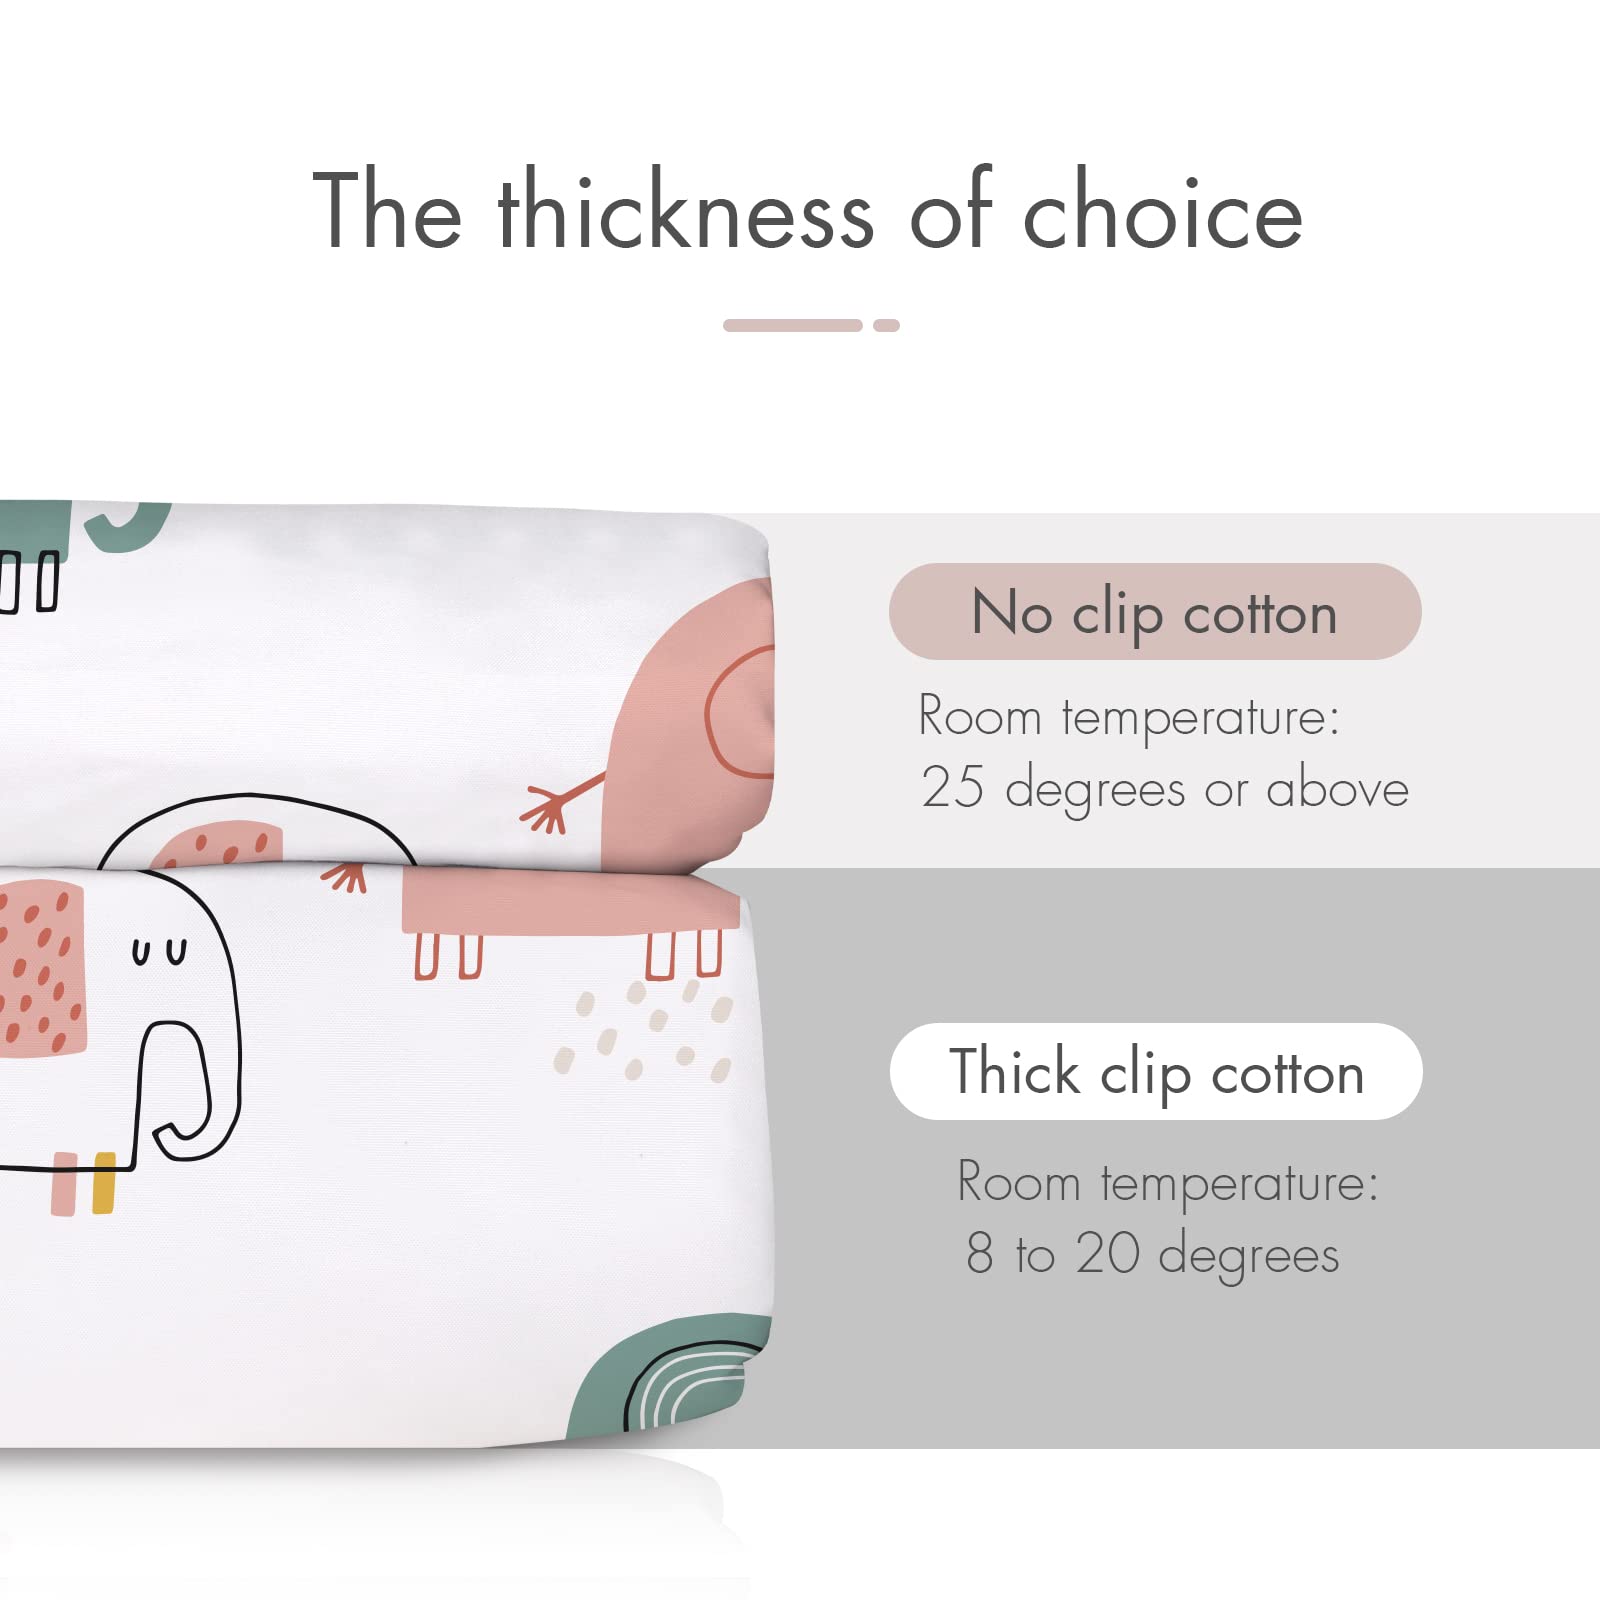 The thickness of choice
No clip cotton
Room temperature:
25 degrees or above
Thick clip cotton
Room temperature:
8 to 20 degrees